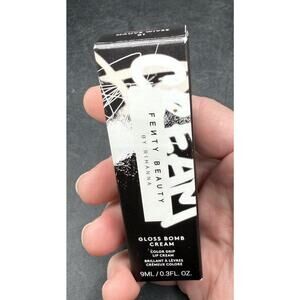 CREAM
FENTY BEAUTY
BY RIHANNA
GLOSS BOMB
CREAM
COLOR DRIP
LIP CREAM
BRILLANT À LÈVRES
CRÉMEUX COLORÉ
9ML / 0.3FL. OZ.